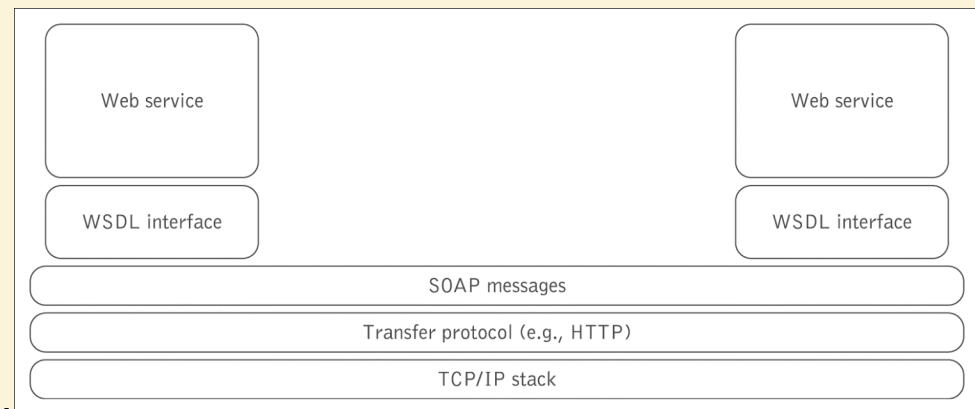 Web service
Web service
WSDL interface
WSDL interface
SOAP messages
Transfer protocol (e.g., HTTP)
TCP/IP stack